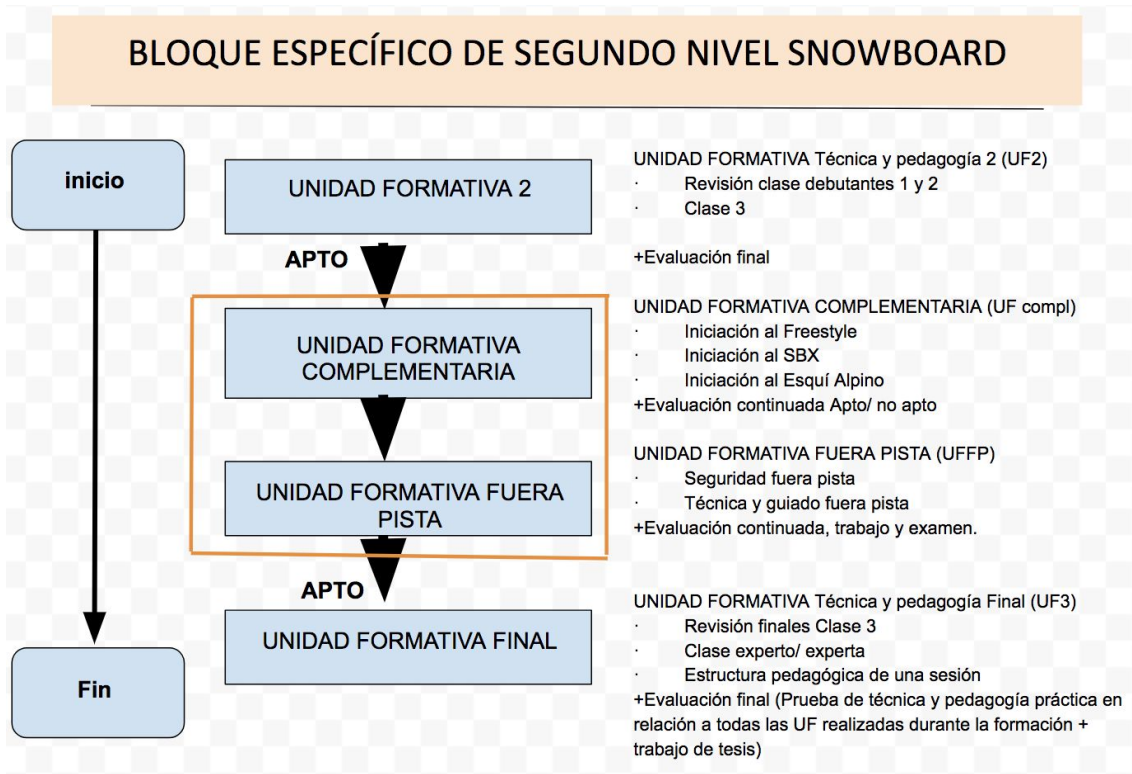 BLOQUE ESPECÍFICO DE SEGUNDO NIVEL SNOWBOARD
inicio
Fin
UNIDAD FORMATIVA 2
APTO
UNIDAD FORMATIVA
COMPLEMENTARIA
UNIDAD FORMATIVA FUERA
PISTA
APTO
UNIDAD FORMATIVA FINAL
UNIDAD FORMATIVA Técnica y pedagogía 2 (UF2)
· Revisión clase debutantes 1 y 2
· Clase 3
+Evaluación final
UNIDAD FORMATIVA COMPLEMENTARIA (UF compl)
· Iniciación al Freestyle
· Iniciación al SBX
· Iniciación al Esquí Alpino
+Evaluación continuada Apto/ no apto
UNIDAD FORMATIVA FUERA PISTA (UFFP)
· Seguridad fuera pista
· Técnica y guiado fuera pista
+Evaluación continuada, trabajo y examen.
UNIDAD FORMATIVA Técnica y pedagogía Final (UF3)
· Revisión finales Clase 3
· Clase experto/ experta
· Estructura pedagógica de una sesión
+Evaluación final (Prueba de técnica y pedagogía práctica en
relación a todas las UF realizadas durante la formación +
trabajo de tesis)